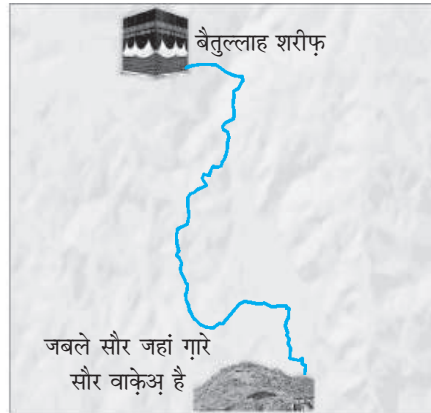 बैतुल्लाह शरीफ़
जबले सौर जहां ग़ारे
सौर वाक़ेअ़ है